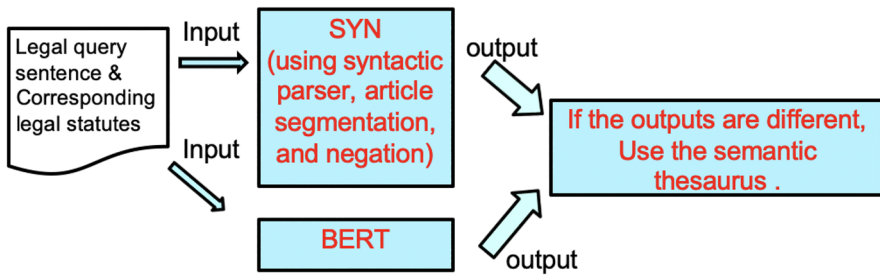 Legal query
sentence &
Corresponding
legal statutes
Input
Input
SYN
(using syntactic
parser, article
segmentation,
and negation)
BERT
output
output
If the outputs are different,
Use the semantic
thesaurus .